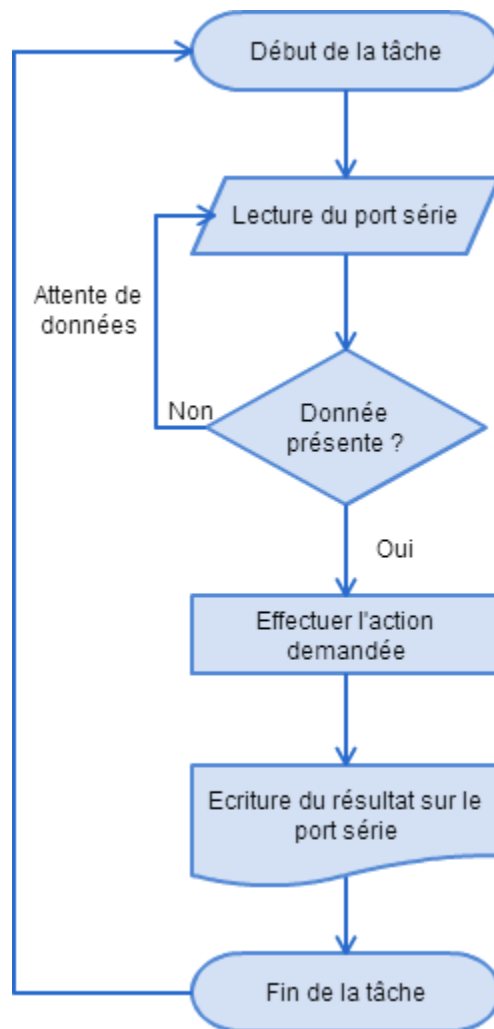 Début de la tâche
Lecture du port série
Attente de
données
Non
Donnée
présente ?
Oui
Effectuer l'action
demandée
Ecriture du résultat sur le
port série
Fin de la tâche